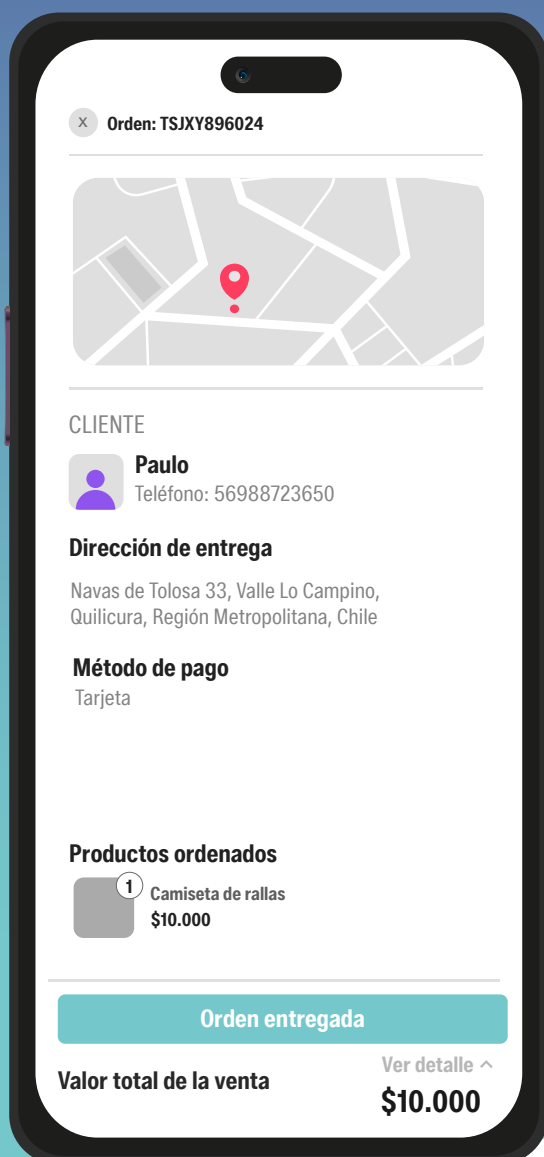 X Orden: TSJXY896024
CLIENTE
Paulo
Teléfono: 56988723650
Dirección de entrega
Navas de Tolosa 33, Valle Lo Campino,
Quilicura, Región Metropolitana, Chile
Método de pago
Tarjeta
Productos ordenados
1
Camiseta de rallas
$10.000
Orden entregada
Ver detalle
Valor total de la venta
$10.000